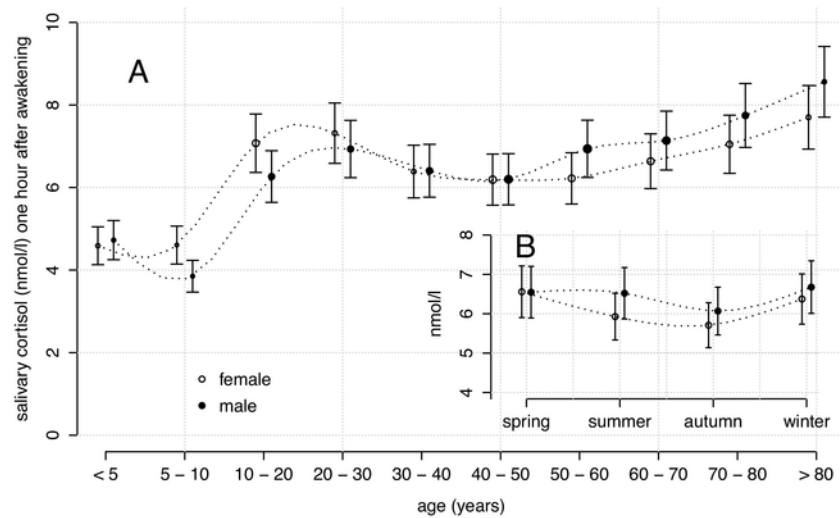 salivary cortisol (nmol/l) one hour after awakening
10
8
6
4
2
0
A
female
male
B
nmol/l
8
7
6
5
4
spring summer autumn winter
< 5 5 – 10 10 – 20 20 – 30 30 – 40 40 – 50 50 – 60 60 – 70 70 – 80 > 80
age (years)